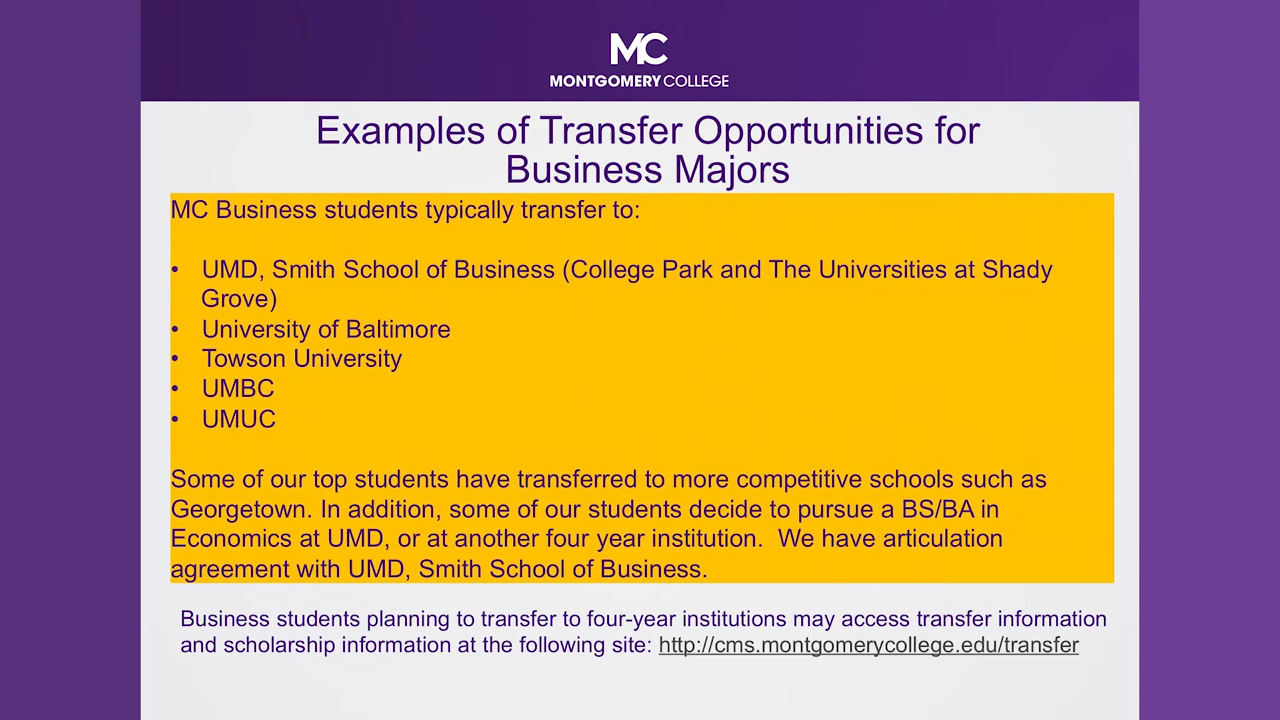 MC
MONTGOMERY COLLEGE
Examples of Transfer Opportunities for
Business Majors
MC Business students typically transfer to:
• UMD, Smith School of Business (College Park and The Universities at Shady
Grove)
• University of Baltimore
• Towson University
• UMBC
• UMUC
Some of our top students have transferred to more competitive schools such as
Georgetown. In addition, some of our students decide to pursue a BS/BA in
Economics at UMD, or at another four year institution.  We have articulation
agreement with UMD, Smith School of Business.
Business students planning to transfer to four-year institutions may access transfer information
and scholarship information at the following site: http://cms.montgomerycollege.edu/transfer